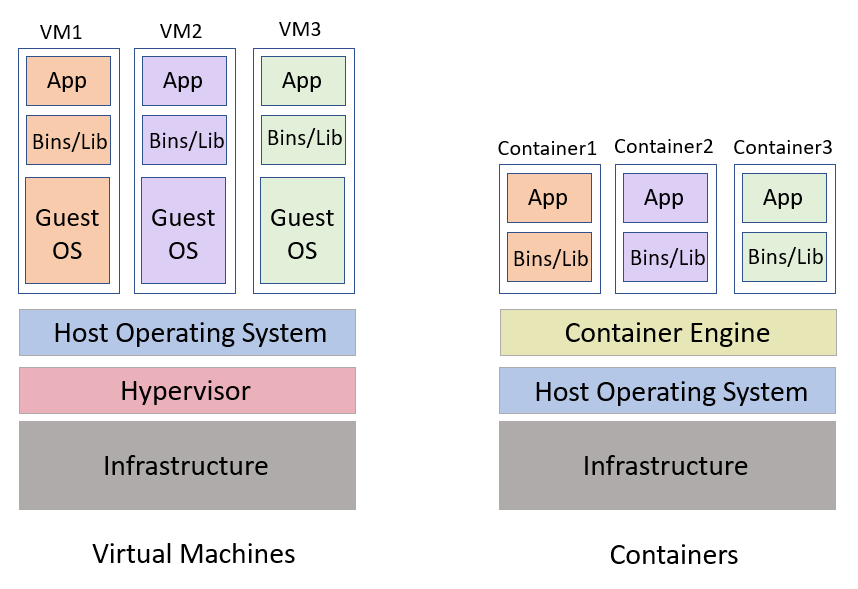 VM1
App
Bins/Lib
Guest
OS
VM2
App
Bins/Lib
Guest
OS
VM3
App
Bins/Lib
Guest
OS
Host Operating System
Hypervisor
Infrastructure
Virtual Machines
Container1
App
Bins/Lib
Container2
App
Bins/Lib
Container3
App
Bins/Lib
Container Engine
Host Operating System
Infrastructure
Containers